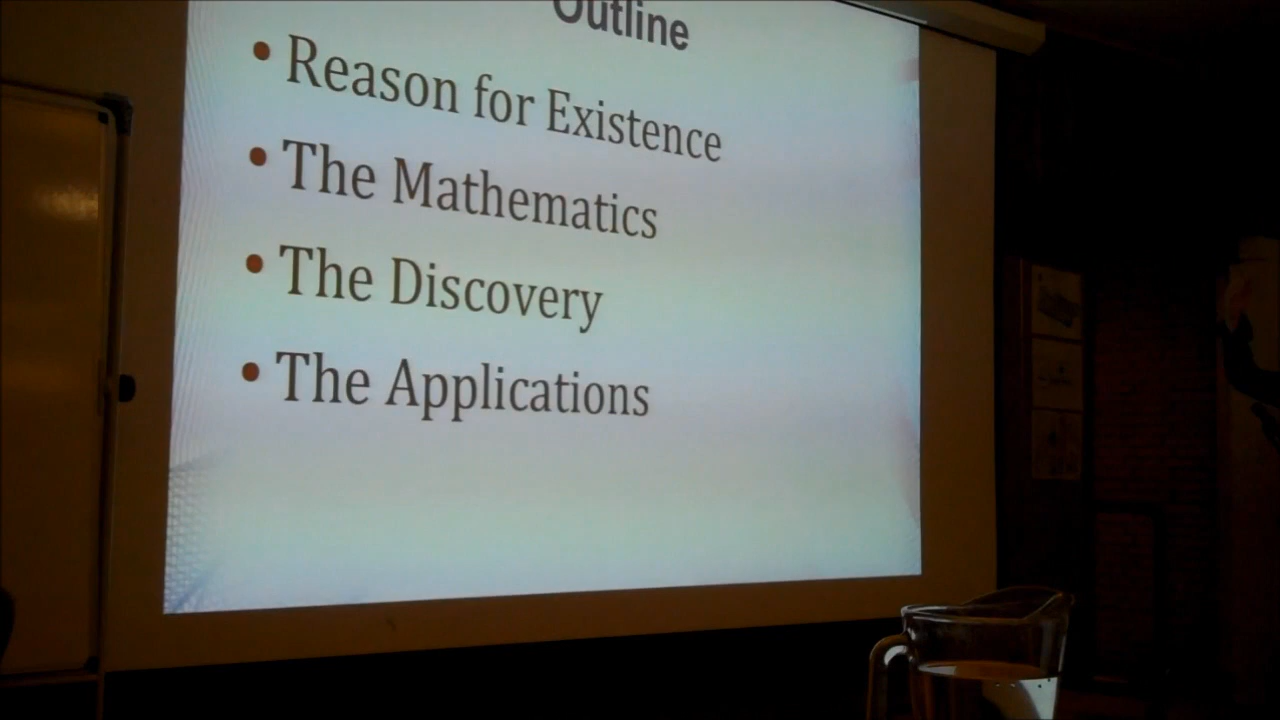 Outline
• Reason for Existence
• The Mathematics
• The Discovery
• The Applications